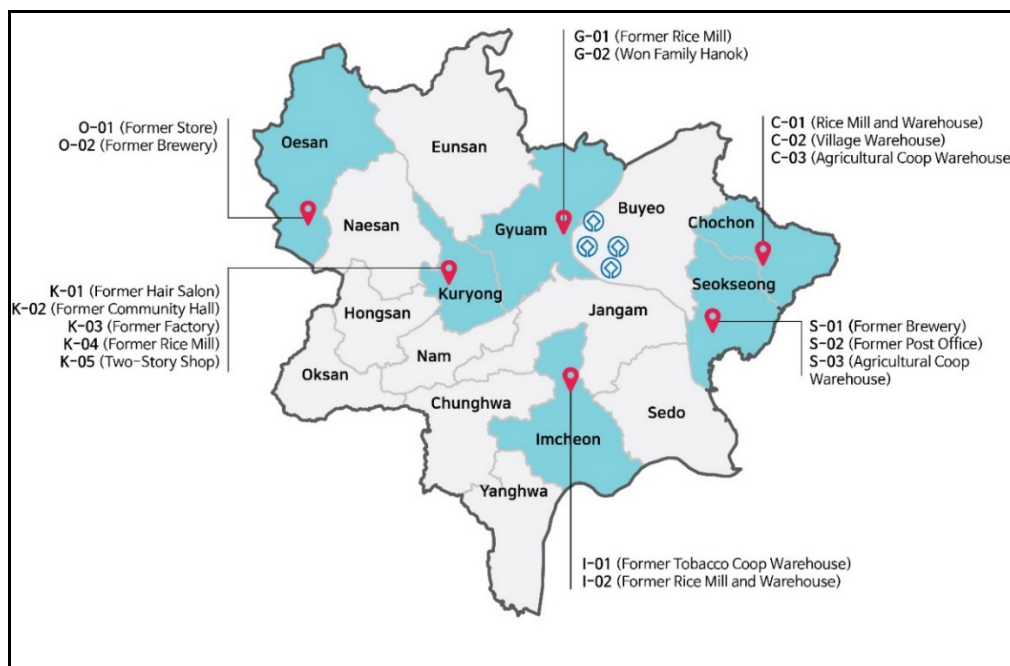 G-01 (Former Rice Mill)
G-02 (Won Family Hanok)
O-01 (Former Store)
O-02 (Former Brewery)
C-01 (Rice Mill and Warehouse)
C-02 (Village Warehouse)
C-03 (Agricultural Coop Warehouse
Oesan
Eunsan
Naesan
Gyuam
Buyeo
Chochon
Seokseong
K-01 (Former Hair Salon)
K-02 (Former Community Hall)
K-03 (Former Factory)
K-04 (Former Rice Mill)
K-05 (Two-Story Shop)
Kuryong
Hongsan
Jangam
Nam
Oksan
S-01 (Former Brewery)
S-02 (Former Post Office)
S-03 (Agricultural Coop
Warehouse)
Chunghwa
Sedo
Imcheon
Yanghwa
I-01 (Former Tobacco Coop Warehouse)
I-02 (Former Rice Mill and Warehouse)